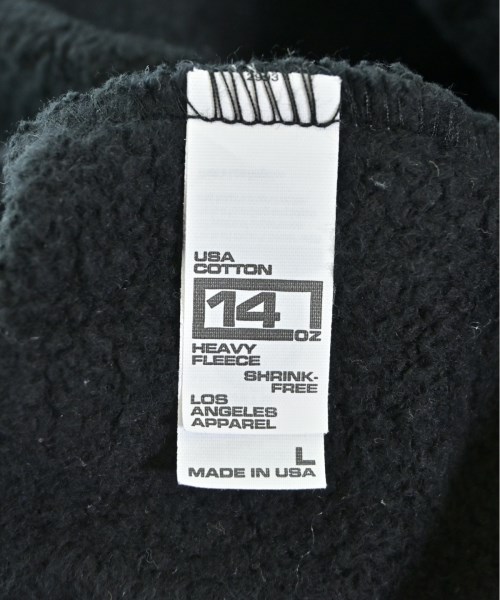 USA
COTTON
14
OZ
HEAVY
FLEECE
SHRINK-
FREE
LOS
ANGELES
APPAREL
L
MADE IN USA